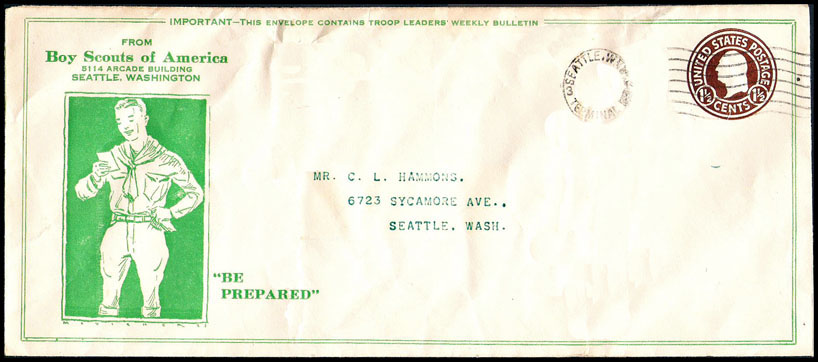 IMPORTANT—THIS ENVELOPE CONTAINS TROOP LEADERS' WEEKLY BULLETIN
FROM
Boy Scouts of America
5114 ARCADE BUILDING
SEATTLE, WASHINGTON
SEATTLE, W
TERMINAL
UNITED STATES POSTAGE
1½ CENTS 1½
MR. C. L. HAMMONS.
6723 SYCAMORE AVE..
SEATTLE, WASH.
"BE
PREPARED"